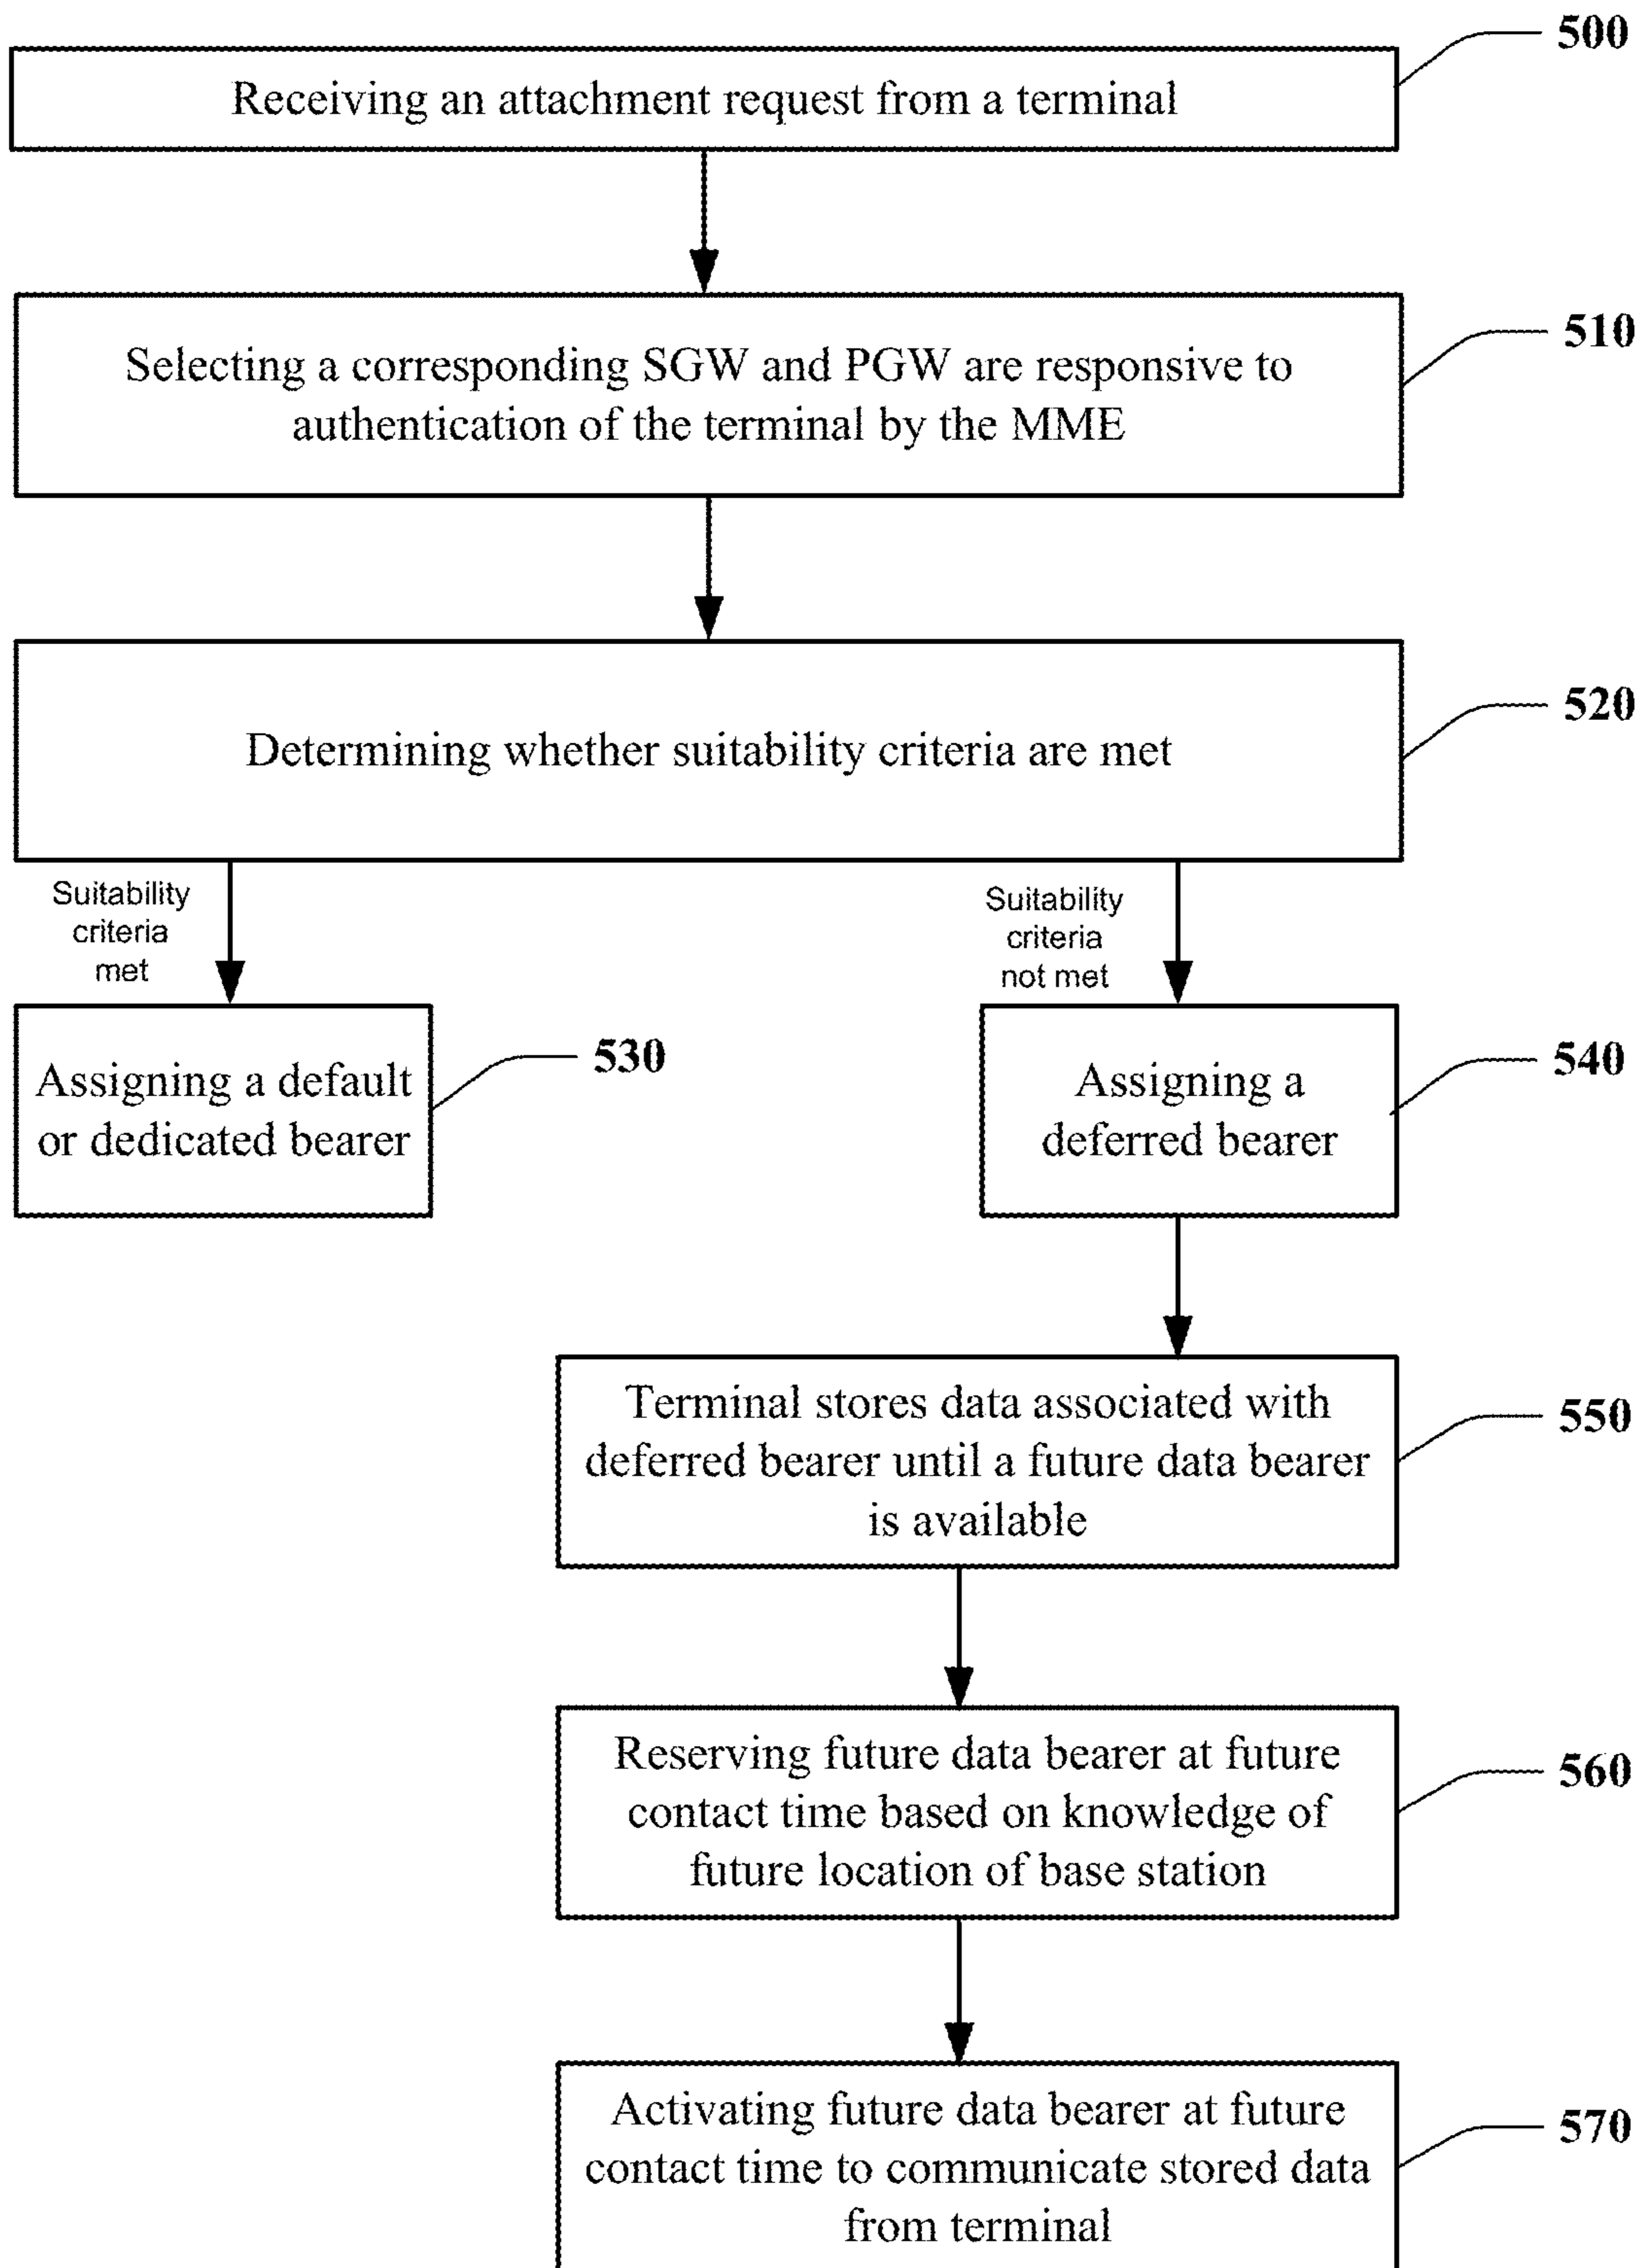 500
Receiving an attachment request from a terminal
510
Selecting a corresponding SGW and PGW are responsive to
authentication of the terminal by the MME
520
Determining whether suitability criteria are met
Suitability
criteria
met
Suitability
criteria
not met
530
Assigning a default
or dedicated bearer
540
Assigning a
deferred bearer
550
Terminal stores data associated with
deferred bearer until a future data bearer
is available
560
Reserving future data bearer at future
contact time based on knowledge of
future location of base station
570
Activating future data bearer at future
contact time to communicate stored data
from terminal